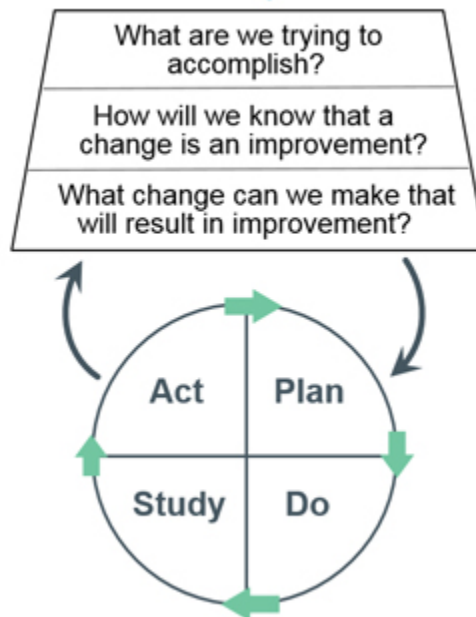 What are we trying to
accomplish?
How will we know that a
change is an improvement?
What change can we make that
will result in improvement?
Act
Plan
Study
Do